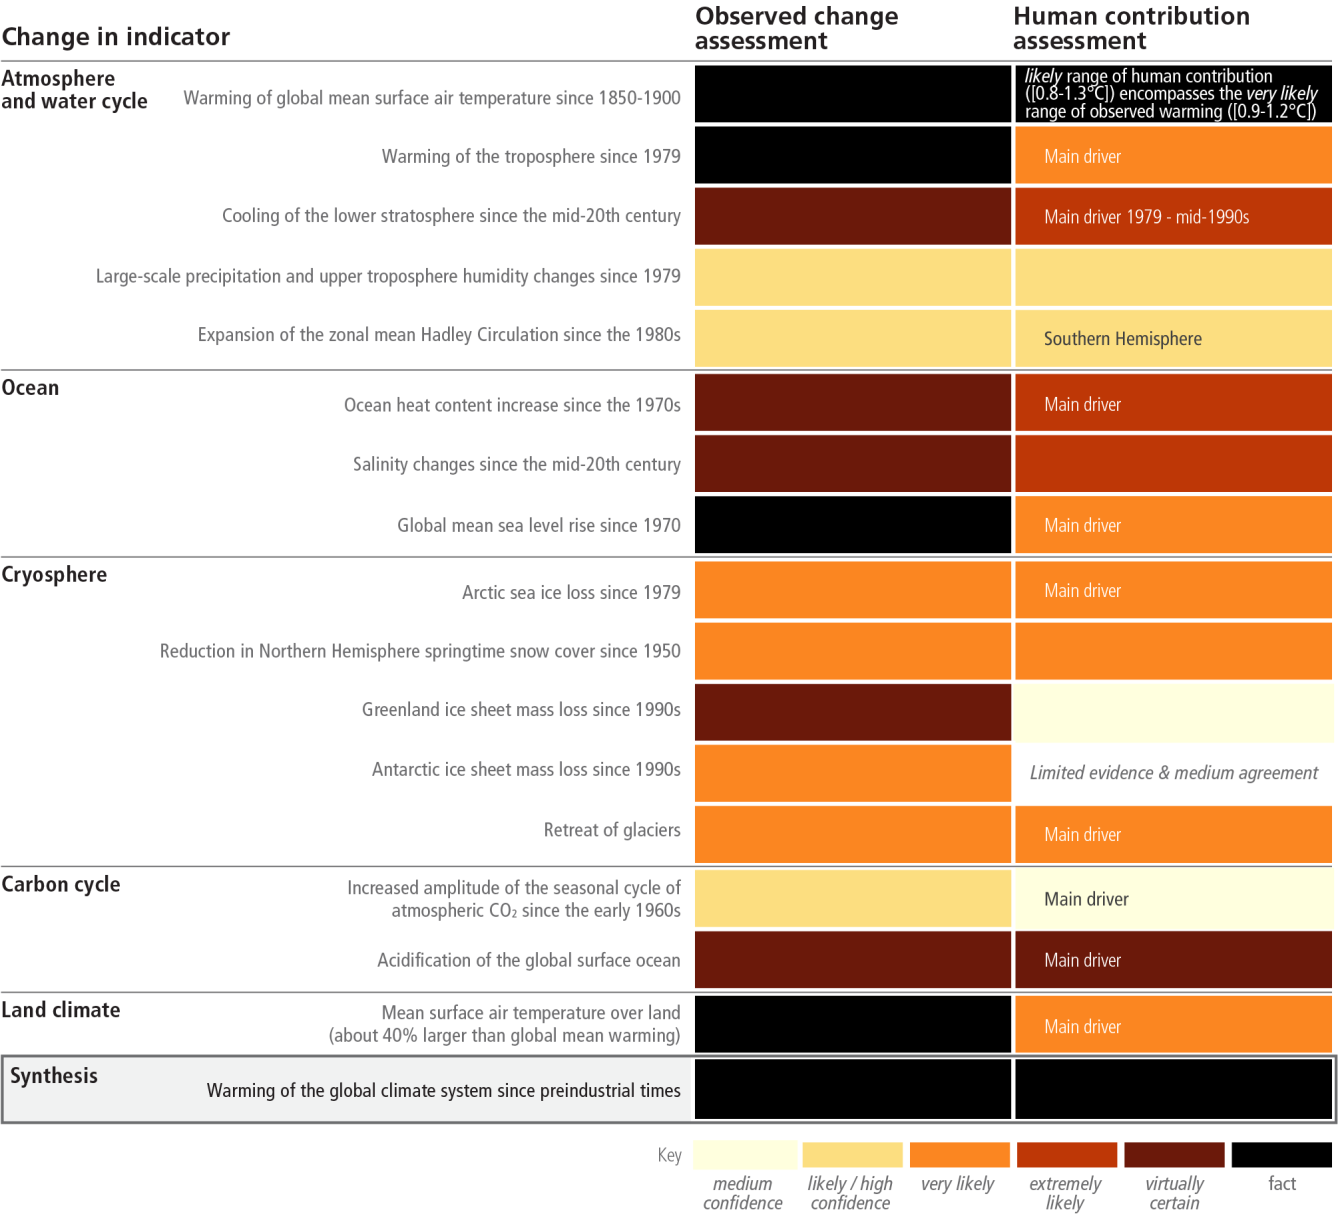 Change in indicator
Observed change
assessment
Human contribution
assessment
Atmosphere
and water cycle
Warming of global mean surface air temperature since 1850-1900
likely range of human contribution
([0.8-1.3°C]) encompasses the very likely
range of observed warming ([0.9-1.2°C])
Warming of the troposphere since 1979
Main driver
Cooling of the lower stratosphere since the mid-20th century
Main driver 1979 - mid-1990s
Large-scale precipitation and upper troposphere humidity changes since 1979
Expansion of the zonal mean Hadley Circulation since the 1980s
Southern Hemisphere
Ocean
Ocean heat content increase since the 1970s
Main driver
Salinity changes since the mid-20th century
Global mean sea level rise since 1970
Main driver
Cryosphere
Arctic sea ice loss since 1979
Main driver
Reduction in Northern Hemisphere springtime snow cover since 1950
Greenland ice sheet mass loss since 1990s
Antarctic ice sheet mass loss since 1990s
Limited evidence & medium agreement
Retreat of glaciers
Main driver
Carbon cycle
Increased amplitude of the seasonal cycle of
atmospheric CO₂ since the early 1960s
Main driver
Acidification of the global surface ocean
Main driver
Land climate
Mean surface air temperature over land
(about 40% larger than global mean warming)
Main driver
Synthesis
Warming of the global climate system since preindustrial times
Key
medium
confidence
likely / high
confidence
very likely
extremely
likely
virtually
certain
fact